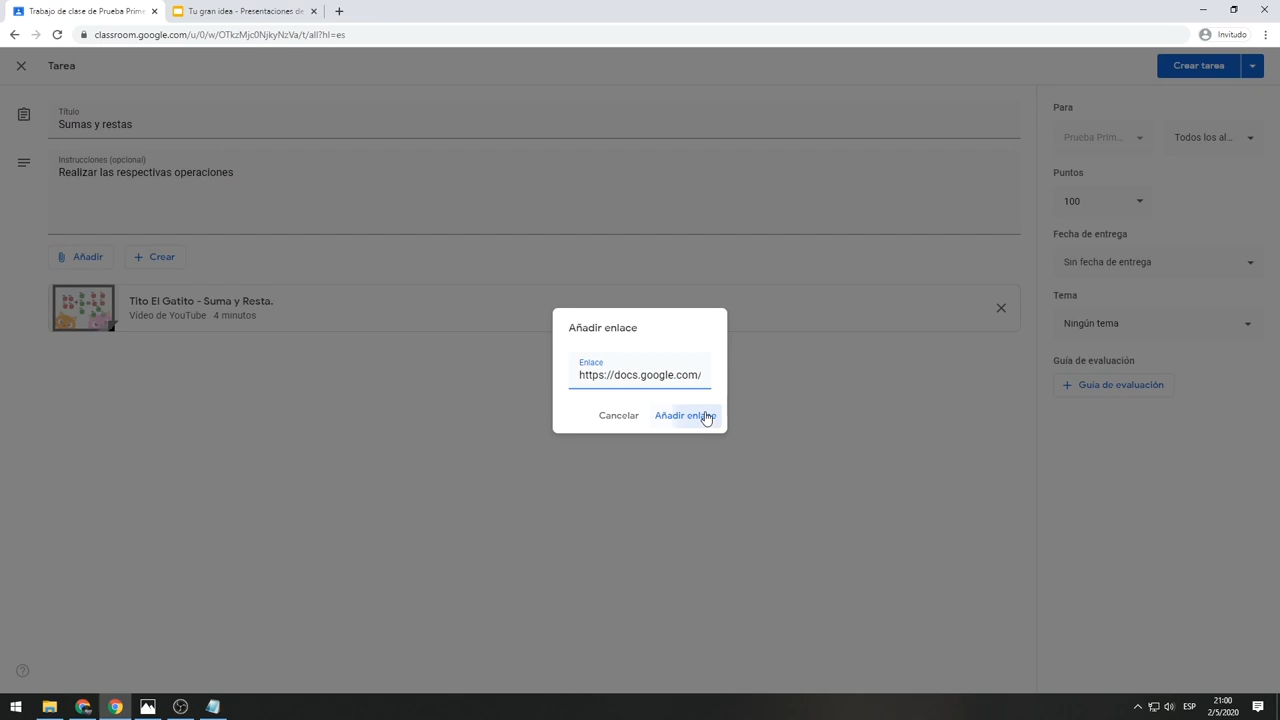 Trabajo de clase de Prueba Prim
Tu gran idea - Presentaciones de
classroom.google.com/u/0/w/OTkzMjc0NjkyNzVa/t/all?hl=es
Invitado
Tarea
Crear tarea
Título
Sumas y restas
Instrucciones (opcional)
Realizar las respectivas operaciones
Añadir
Crear
Tito El Gatito - Suma y Resta.
Vídeo de YouTube 4 minutos
Para
Prueba Prim...
Todos los al...
Puntos
100
Fecha de entrega
Sin fecha de entrega
Tema
Ningún tema
Guía de evaluación
+ Guía de evaluación
Añadir enlace
Enlace
https://docs.google.com/
Cancelar
Añadir enlace
ESP
21:00
2/5/2020